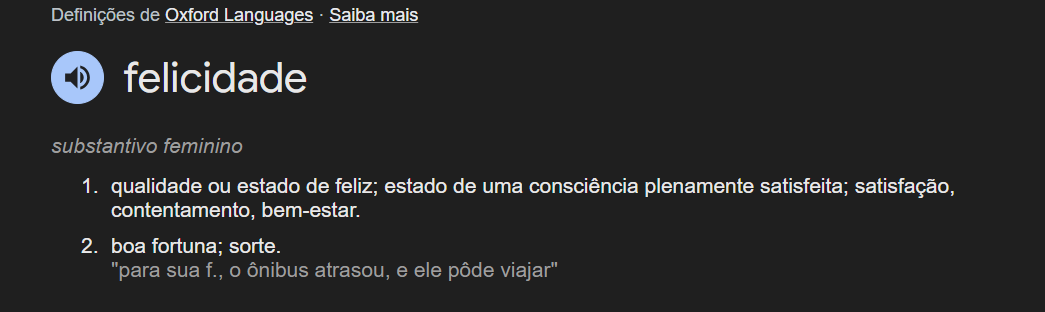 Definições de Oxford Languages · Saiba mais
felicidade
substantivo feminino
1. qualidade ou estado de feliz; estado de uma consciência plenamente satisfeita; satisfação,
contentamento, bem-estar.
2. boa fortuna; sorte.
"para sua f., o ônibus atrasou, e ele pôde viajar"